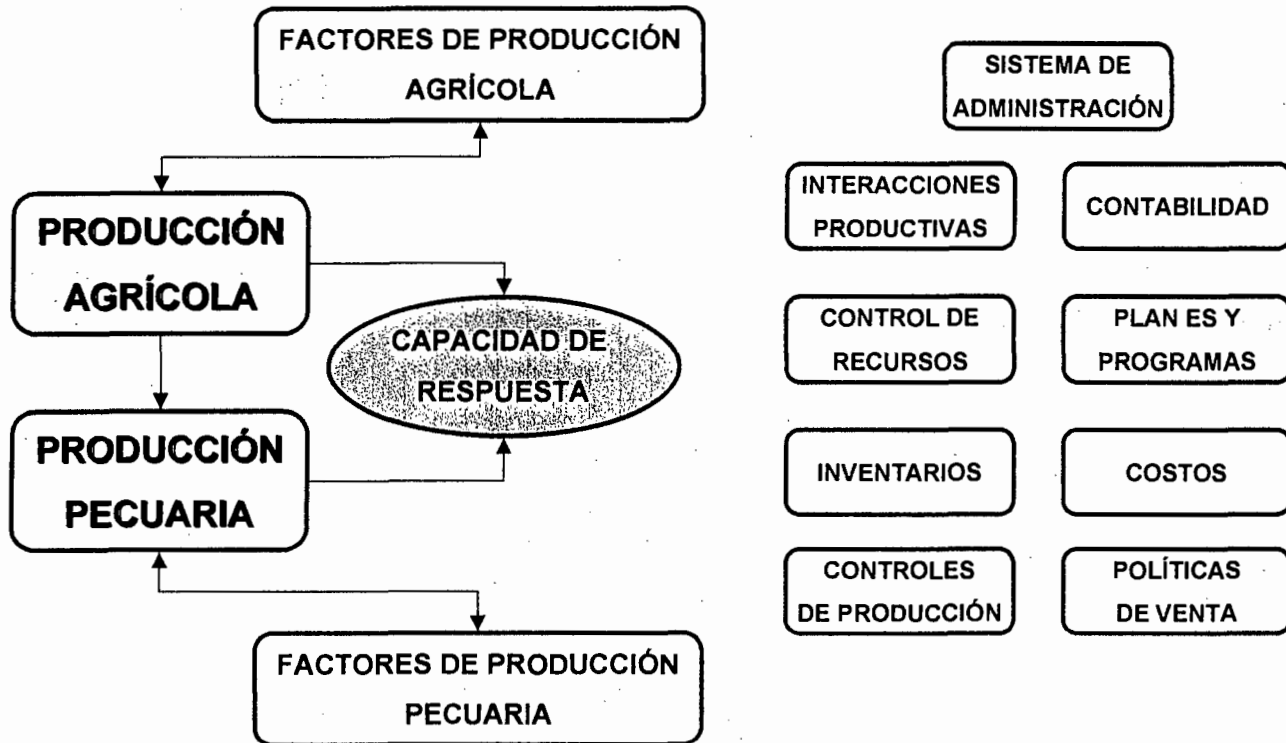 FACTORES DE PRODUCCIÓN
AGRÍCOLA
PRODUCCIÓN
AGRÍCOLA
CAPACIDAD DE
RESPUESTA
PRODUCCIÓN
PECUARIA
FACTORES DE PRODUCCIÓN
PECUARIA
SISTEMA DE
ADMINISTRACIÓN
INTERACCIONES
PRODUCTIVAS
CONTABILIDAD
CONTROL DE
RECURSOS
PLAN ES Y
PROGRAMAS
INVENTARIOS
COSTOS
CONTROLES
DE PRODUCCIÓN
POLÍTICAS
DE VENTA